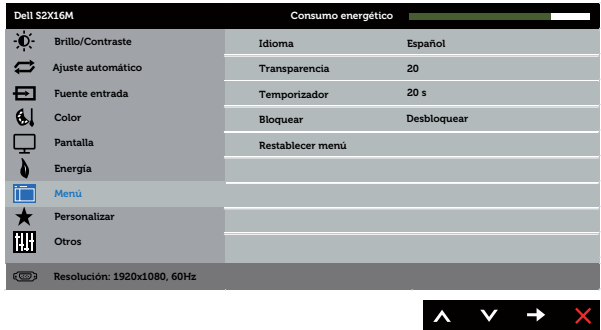 Dell S2X16M Consumo energético
Brillo/Contraste Idioma Español
Ajuste automático Transparencia 20
Fuente entrada Temporizador 20 s
Color Bloquear Desbloquear
Pantalla Restablecer menú
Energía
Menú
Personalizar
Otros
Resolución: 1920x1080, 60Hz